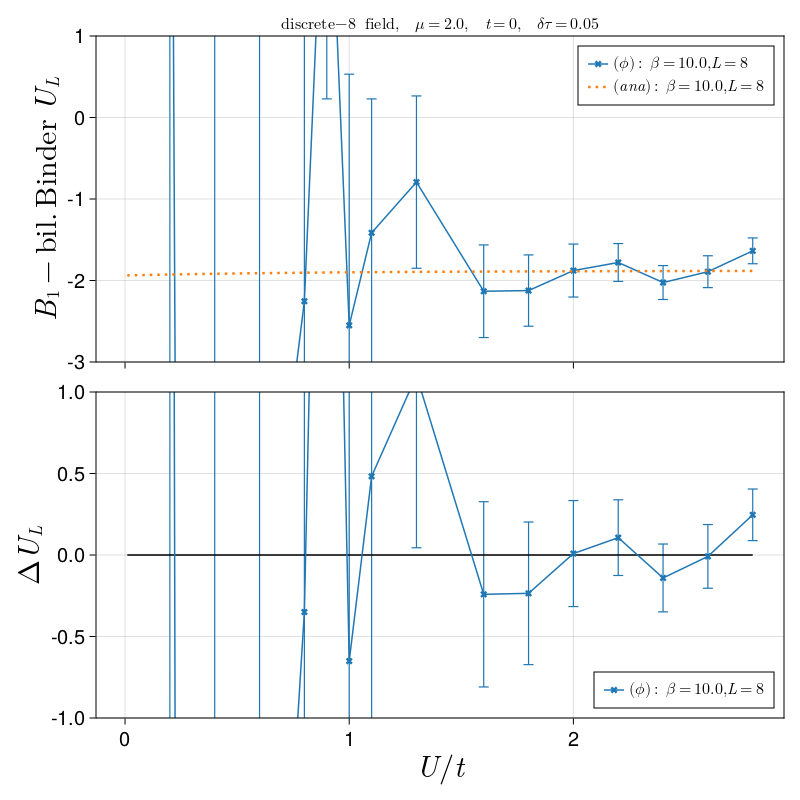 discrete−8 field, μ = 2.0, t = 0, δτ = 0.05
B₁ − bil. Binder U_L
1
0
-1
-2
-3
(ϕ) : β = 10.0, L = 8
(ana) : β = 10.0, L = 8
Δ U_L
1.0
0.5
0.0
-0.5
-1.0
(ϕ) : β = 10.0, L = 8
0 1 2
U/t